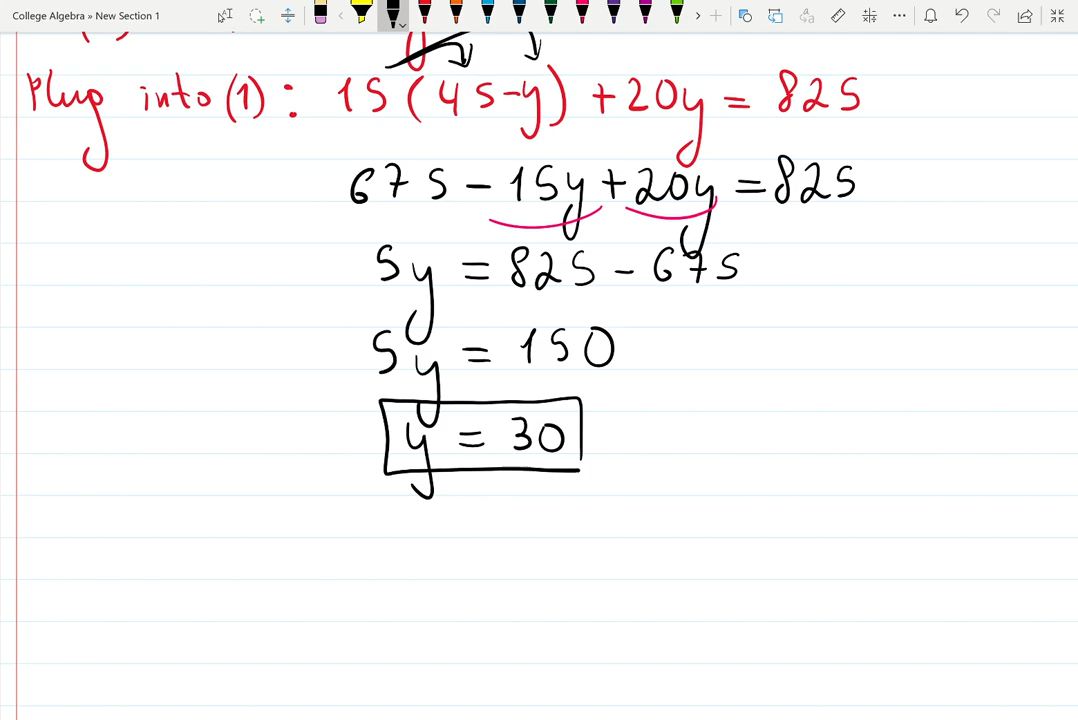 College Algebra » New Section 1
Plug into (1): 15(45-y) +20y = 825
675 - 15y + 20y = 825
5y = 825 - 675
5y = 150
y = 30